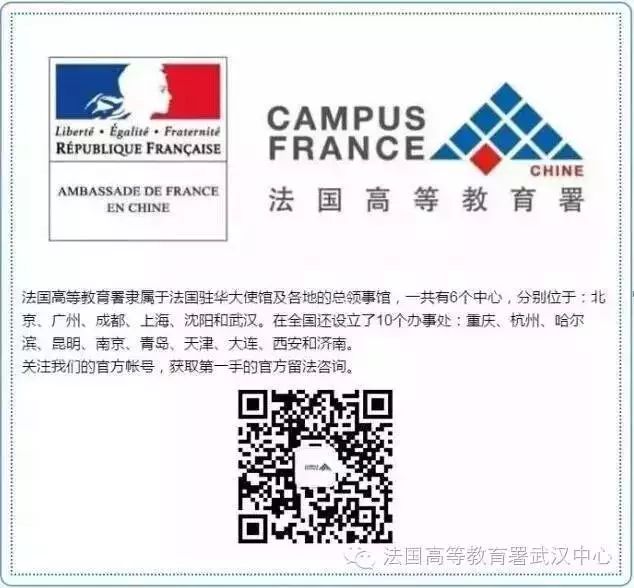 Liberté • Égalité • Fraternité
RÉPUBLIQUE FRANÇAISE
AMBASSADE DE FRANCE
EN CHINE
CAMPUS
FRANCE
CHINE
法国高等教育署
法国高等教育署隶属于法国驻华大使馆及各地的总领事馆，一共有6个中心，分别位于：北
京、广州、成都、上海、沈阳和武汉。在全国还设立了10个办事处：重庆、杭州、哈尔
滨、昆明、南京、青岛、天津、大连、西安和济南。
关注我们的官方帐号，获取第一手的官方留法咨询。
法国高等教育署武汉中心